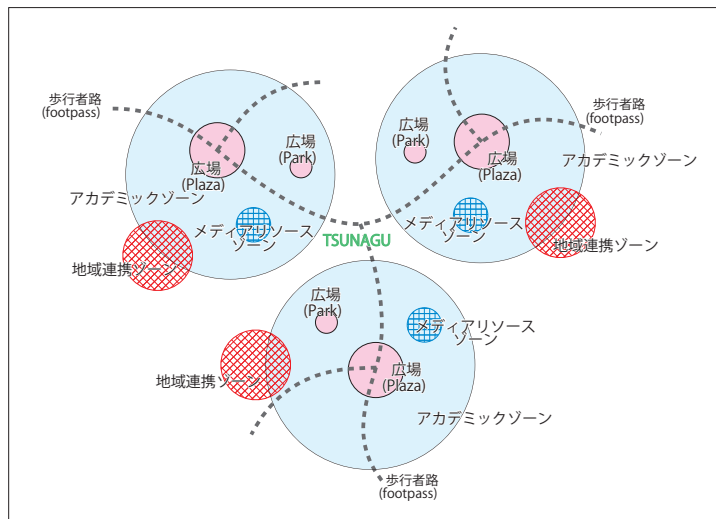 歩行者路
(footpass)
広場
(Plaza)
広場
(Park)
アカデミックゾーン
メディアリソース
ゾーン
地域連携ゾーン
広場
(Park)
広場
(Plaza)
歩行者路
(footpass)
アカデミックゾーン
メディアリソース
ゾーン
地域連携ゾーン
TSUNAGU
広場
(Park)
メディアリソース
ゾーン
広場
(Plaza)
地域連携ゾーン
アカデミックゾーン
歩行者路
(footpass)